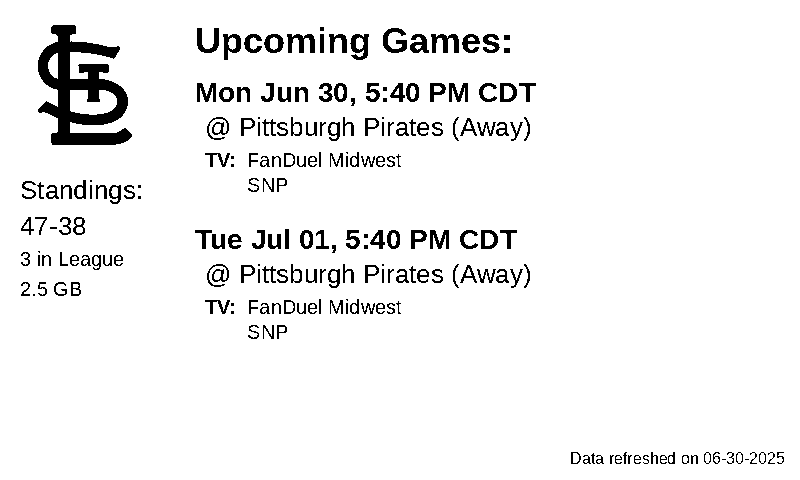 STL
Standings:
47-38
3 in League
2.5 GB
Upcoming Games:
Mon Jun 30, 5:40 PM CDT
@ Pittsburgh Pirates (Away)
TV: FanDuel Midwest
SNP
Tue Jul 01, 5:40 PM CDT
@ Pittsburgh Pirates (Away)
TV: FanDuel Midwest
SNP
Data refreshed on 06-30-2025